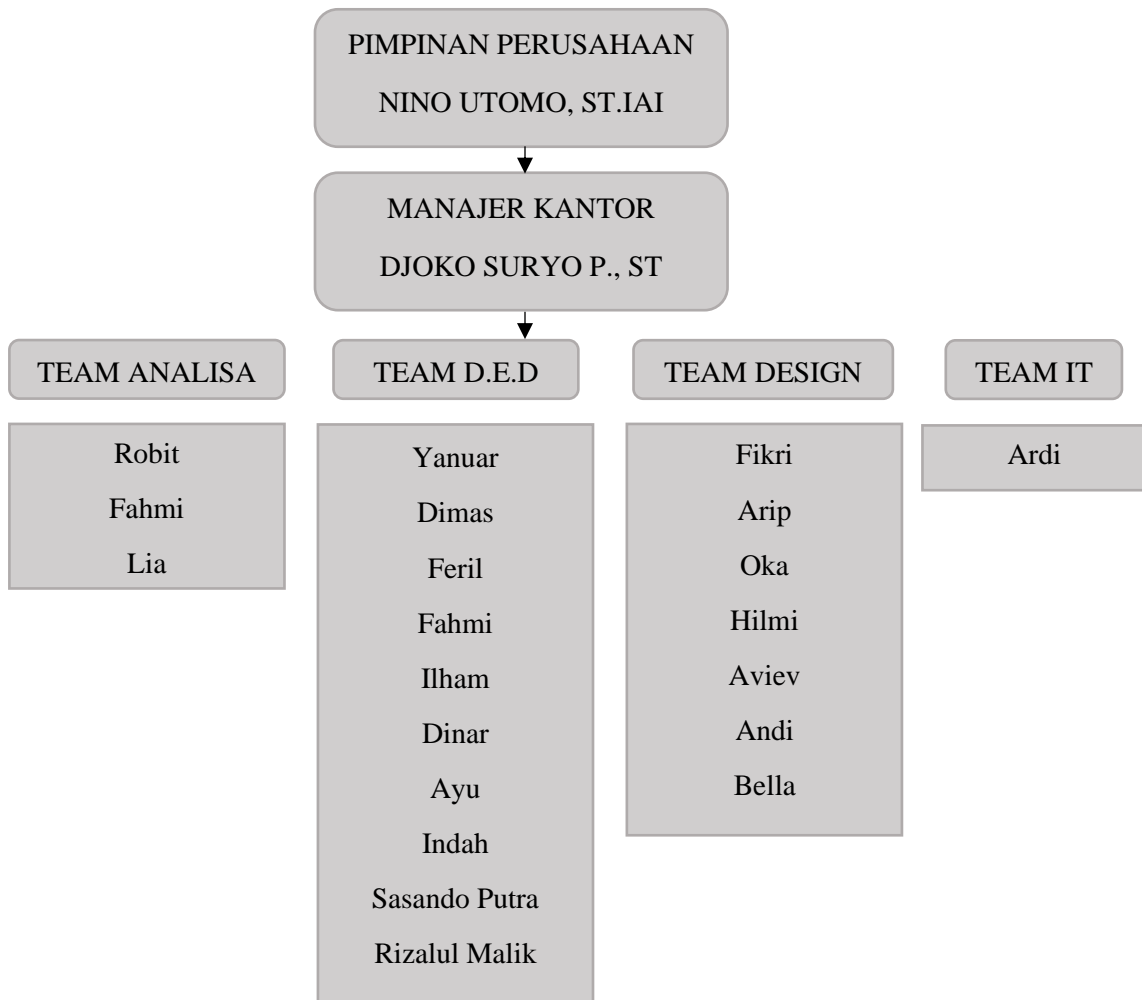 PIMPINAN PERUSAHAAN
NINO UTOMO, ST.IAI
MANAJER KANTOR
DJOKO SURYO P., ST
TEAM ANALISA
Robit
Fahmi
Lia
TEAM D.E.D
Yanuar
Dimas
Feril
Fahmi
Ilham
Dinar
Ayu
Indah
Sasando Putra
Rizalul Malik
TEAM DESIGN
Fikri
Arip
Oka
Hilmi
Aviev
Andi
Bella
TEAM IT
Ardi